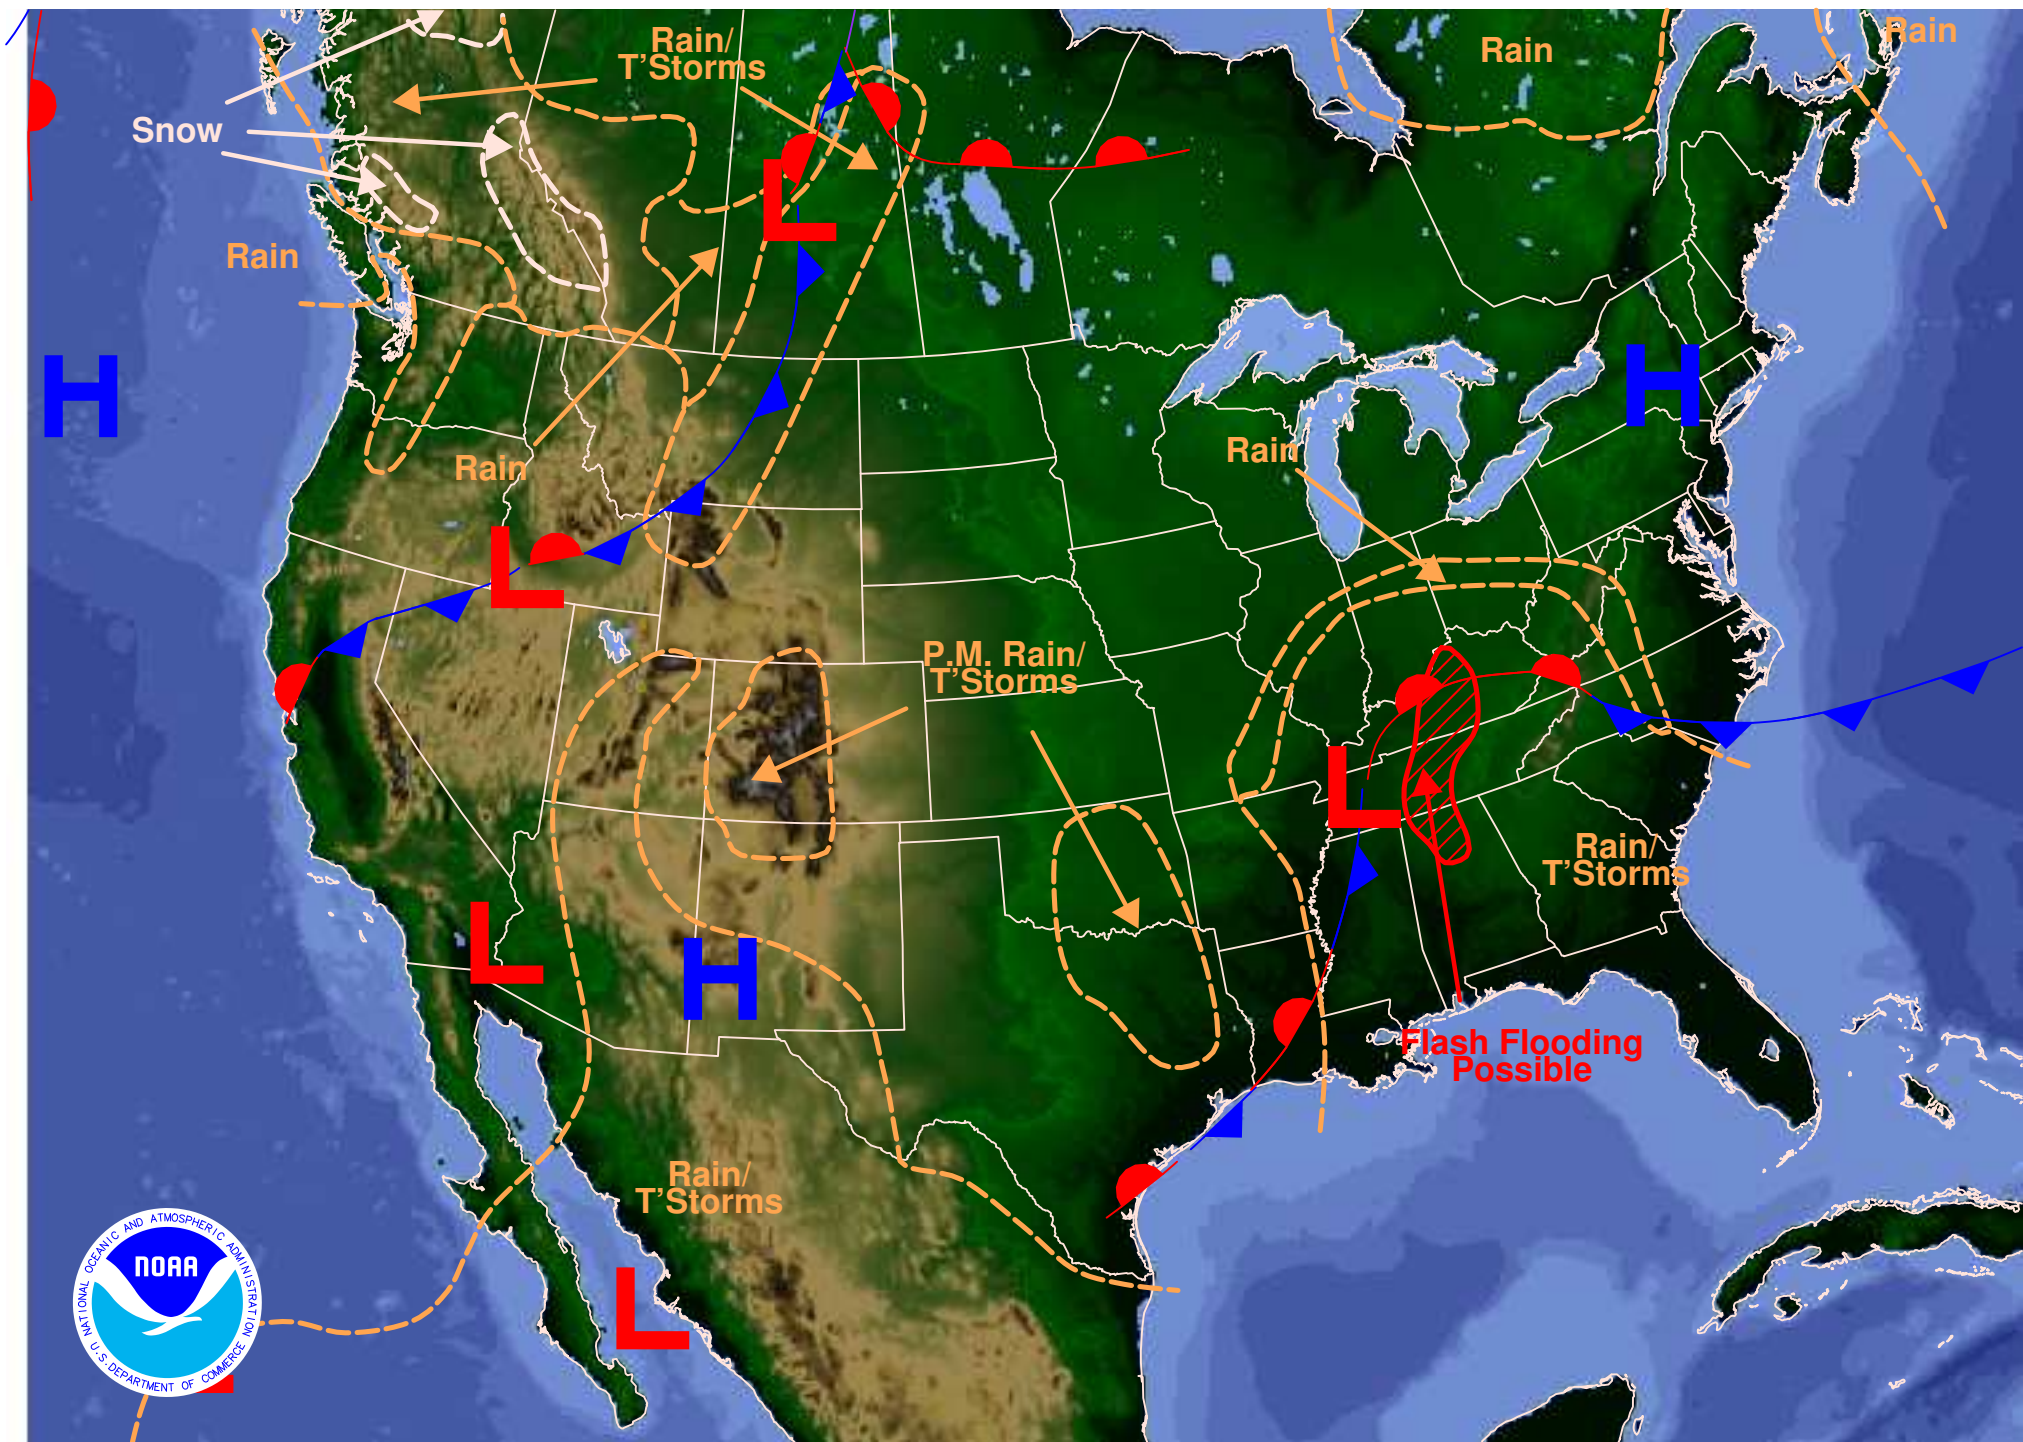 Rain/
T'Storms
Rain
Rain
Snow
Rain
H
L
H
Rain
Rain
L
P.M. Rain/
T'Storms
L
Rain/
T'Storms
L
H
Flash Flooding
Possible
Rain/
T'Storms
L
NATIONAL OCEANIC AND ATMOSPHERIC ADMINISTRATION
NOAA
U.S. DEPARTMENT OF COMMERCE